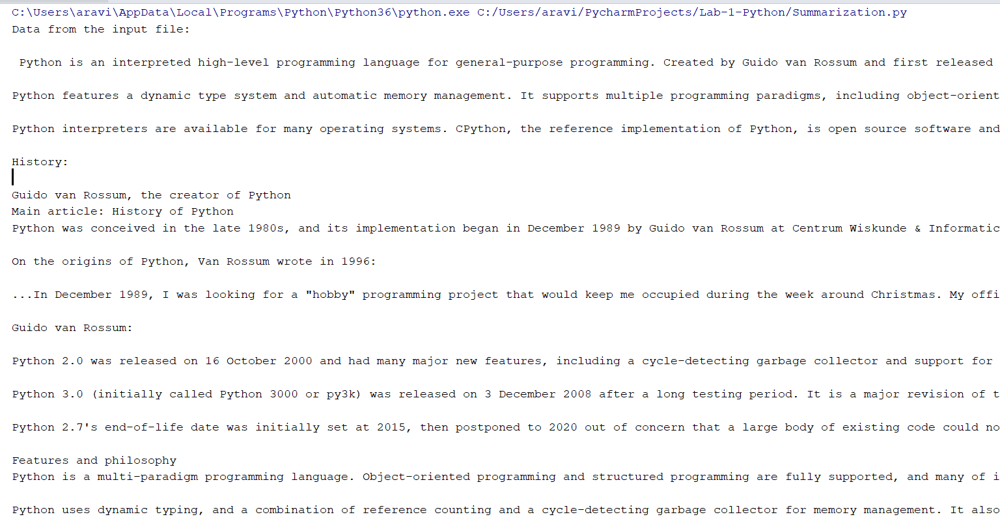 C:\Users\aravi\AppData\Local\Programs\Python\Python36\python.exe C:/Users/aravi/PycharmProjects/Lab-1-Python/Summarization.py
Data from the input file:
Python is an interpreted high-level programming language for general-purpose programming. Created by Guido van Rossum and first released
Python features a dynamic type system and automatic memory management. It supports multiple programming paradigms, including object-orient
Python interpreters are available for many operating systems. CPython, the reference implementation of Python, is open source software and
History:
Guido van Rossum, the creator of Python
Main article: History of Python
Python was conceived in the late 1980s, and its implementation began in December 1989 by Guido van Rossum at Centrum Wiskunde & Informatic
On the origins of Python, Van Rossum wrote in 1996:
...In December 1989, I was looking for a "hobby" programming project that would keep me occupied during the week around Christmas. My offi
Guido van Rossum:
Python 2.0 was released on 16 October 2000 and had many major new features, including a cycle-detecting garbage collector and support for
Python 3.0 (initially called Python 3000 or py3k) was released on 3 December 2008 after a long testing period. It is a major revision of t
Python 2.7's end-of-life date was initially set at 2015, then postponed to 2020 out of concern that a large body of existing code could no
Features and philosophy
Python is a multi-paradigm programming language. Object-oriented programming and structured programming are fully supported, and many of i
Python uses dynamic typing, and a combination of reference counting and a cycle-detecting garbage collector for memory management. It also